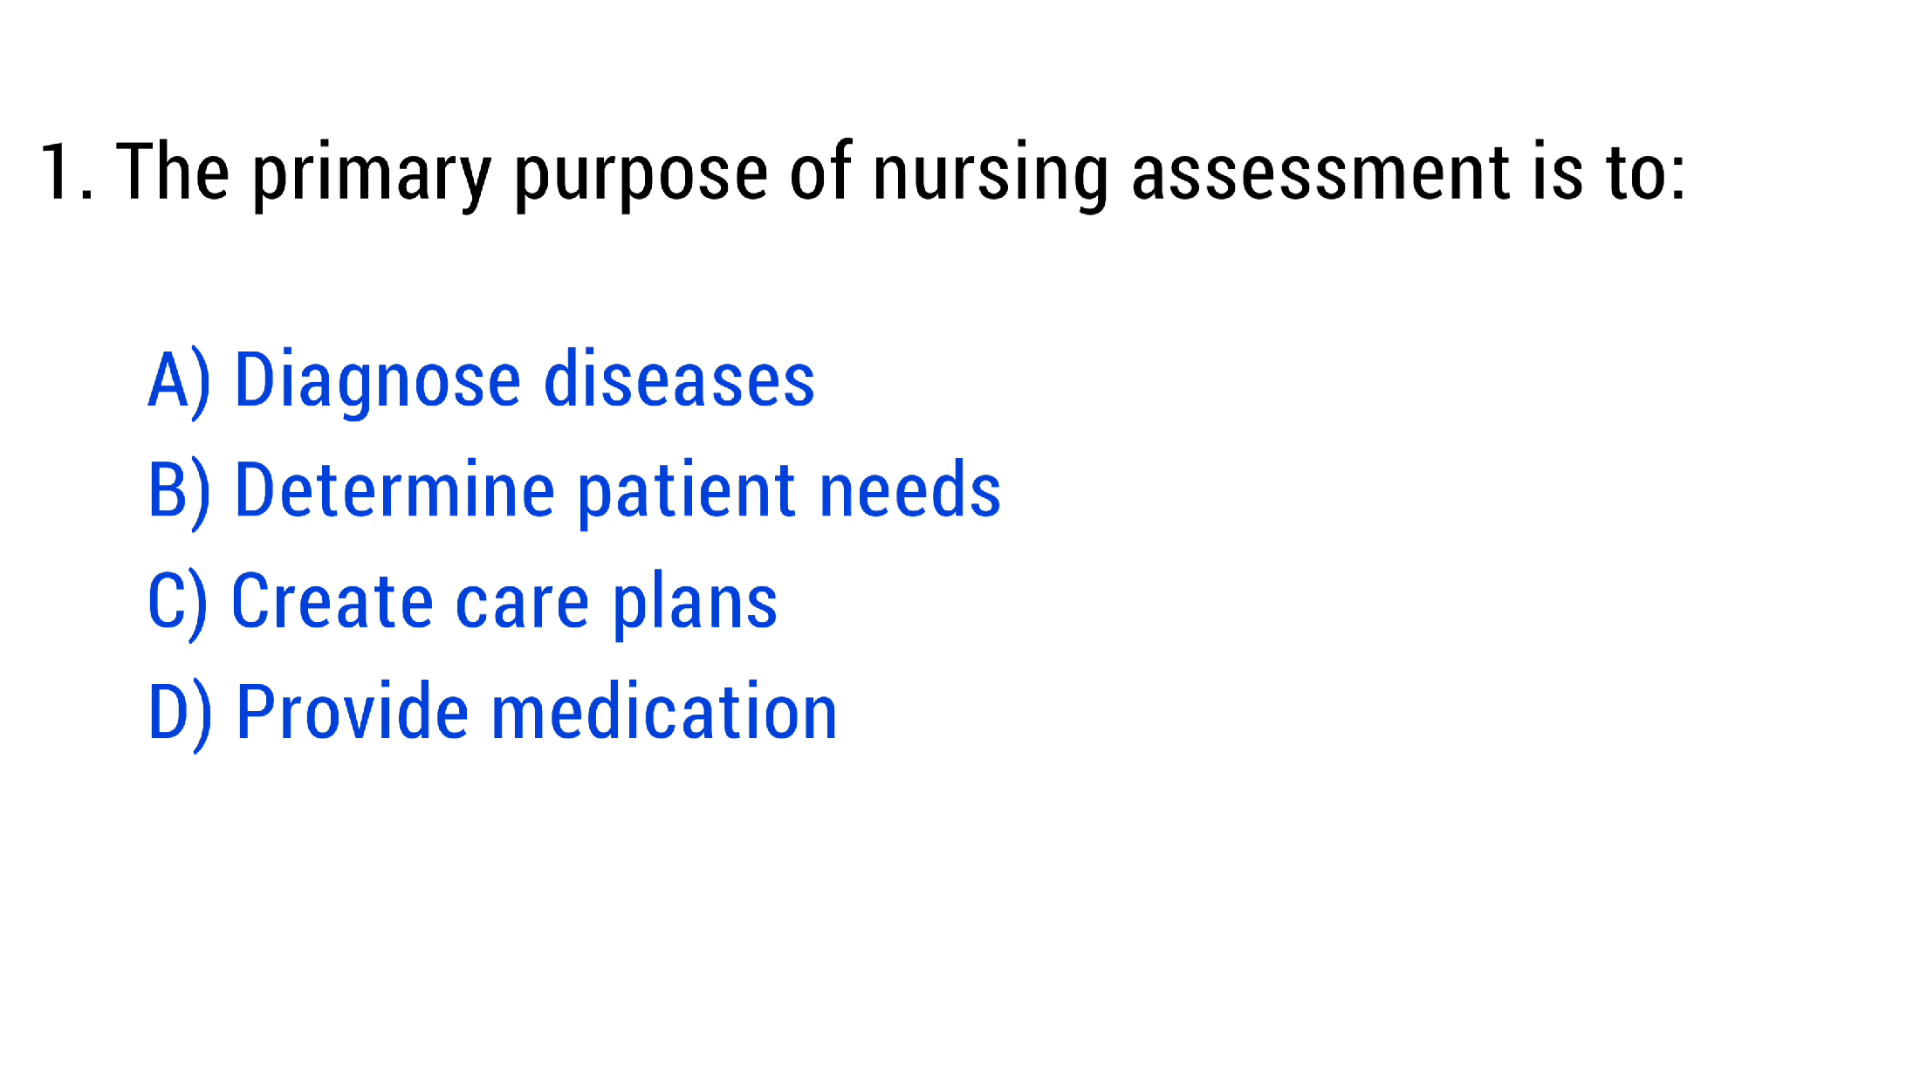 1. The primary purpose of nursing assessment is to:
A) Diagnose diseases
B) Determine patient needs
C) Create care plans
D) Provide medication